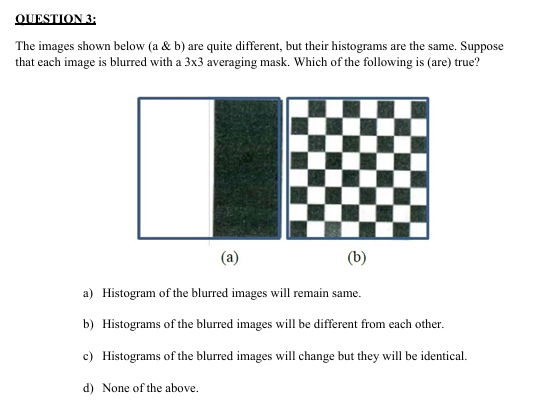 QUESTION 3:
The images shown below (a & b) are quite different, but their histograms are the same. Suppose
that each image is blurred with a 3x3 averaging mask. Which of the following is (are) true?
(a) (b)
a) Histogram of the blurred images will remain same.
b) Histograms of the blurred images will be different from each other.
c) Histograms of the blurred images will change but they will be identical.
d) None of the above.